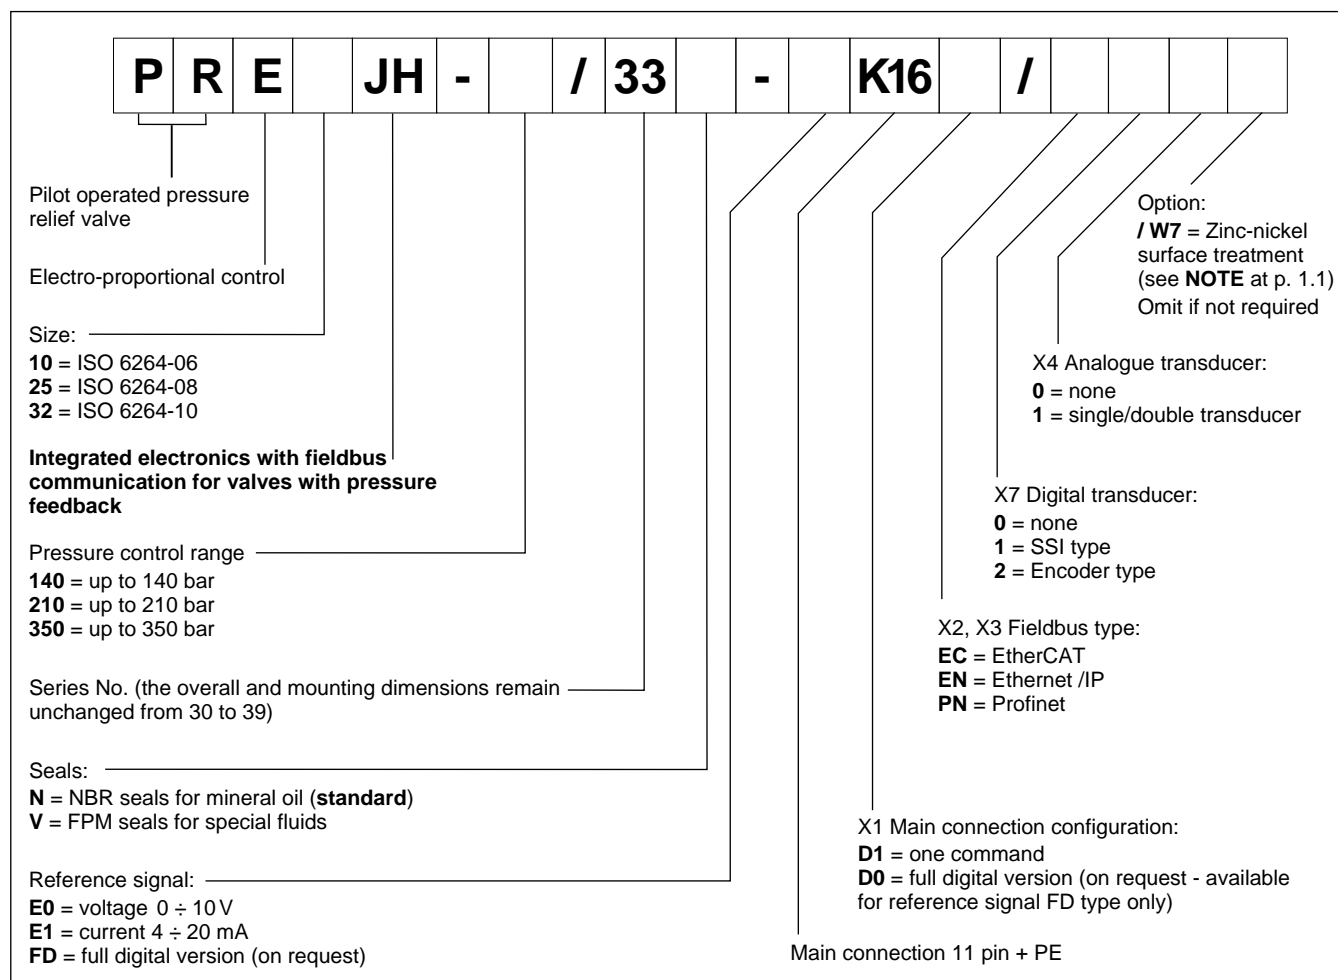 P R E JH - / 33 - K16 /
Pilot operated pressure
relief valve
Electro-proportional control
Size:
10 = ISO 6264-06
25 = ISO 6264-08
32 = ISO 6264-10
Integrated electronics with fieldbus
communication for valves with pressure
feedback
Pressure control range
140 = up to 140 bar
210 = up to 210 bar
350 = up to 350 bar
Series No. (the overall and mounting dimensions remain
unchanged from 30 to 39)
Seals:
N = NBR seals for mineral oil (standard)
V = FPM seals for special fluids
Reference signal:
E0 = voltage 0 ÷ 10 V
E1 = current 4 ÷ 20 mA
FD = full digital version (on request)
Option:
/ W7 = Zinc-nickel
surface treatment
(see NOTE at p. 1.1)
Omit if not required
X4 Analogue transducer:
0 = none
1 = single/double transducer
X7 Digital transducer:
0 = none
1 = SSI type
2 = Encoder type
X2, X3 Fieldbus type:
EC = EtherCAT
EN = Ethernet /IP
PN = Profinet
X1 Main connection configuration:
D1 = one command
D0 = full digital version (on request - available
for reference signal FD type only)
Main connection 11 pin + PE